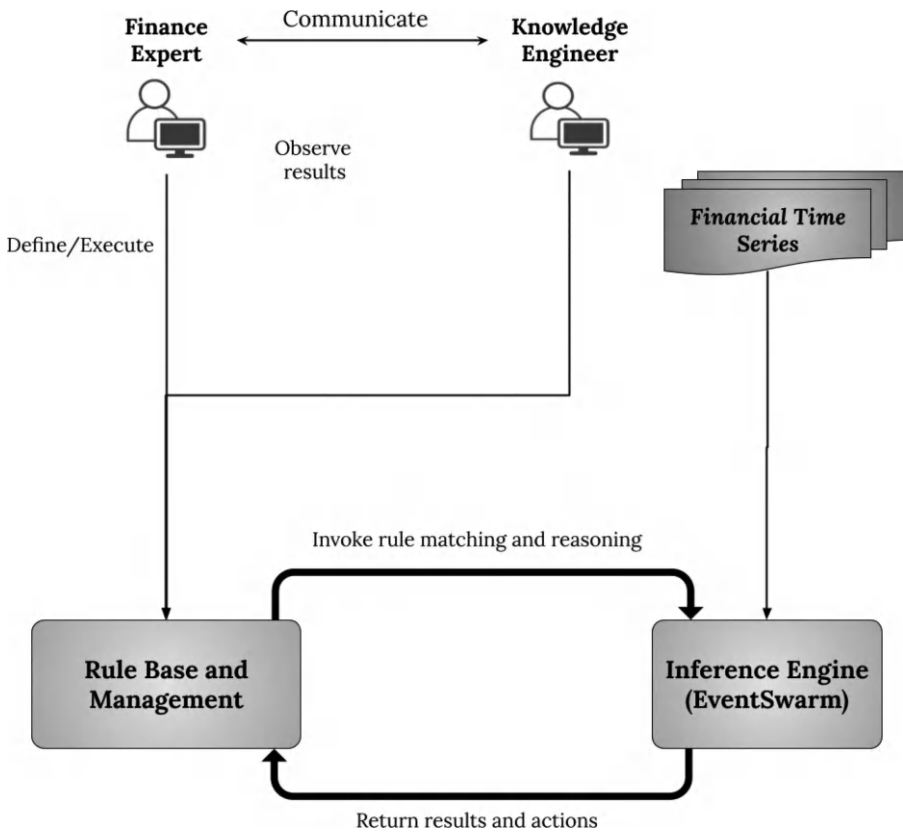 Communicate
Finance
Expert
Knowledge
Engineer
Observe
results
Define/Execute
Financial Time
Series
Invoke rule matching and reasoning
Rule Base and
Management
Inference Engine
(EventSwarm)
Return results and actions